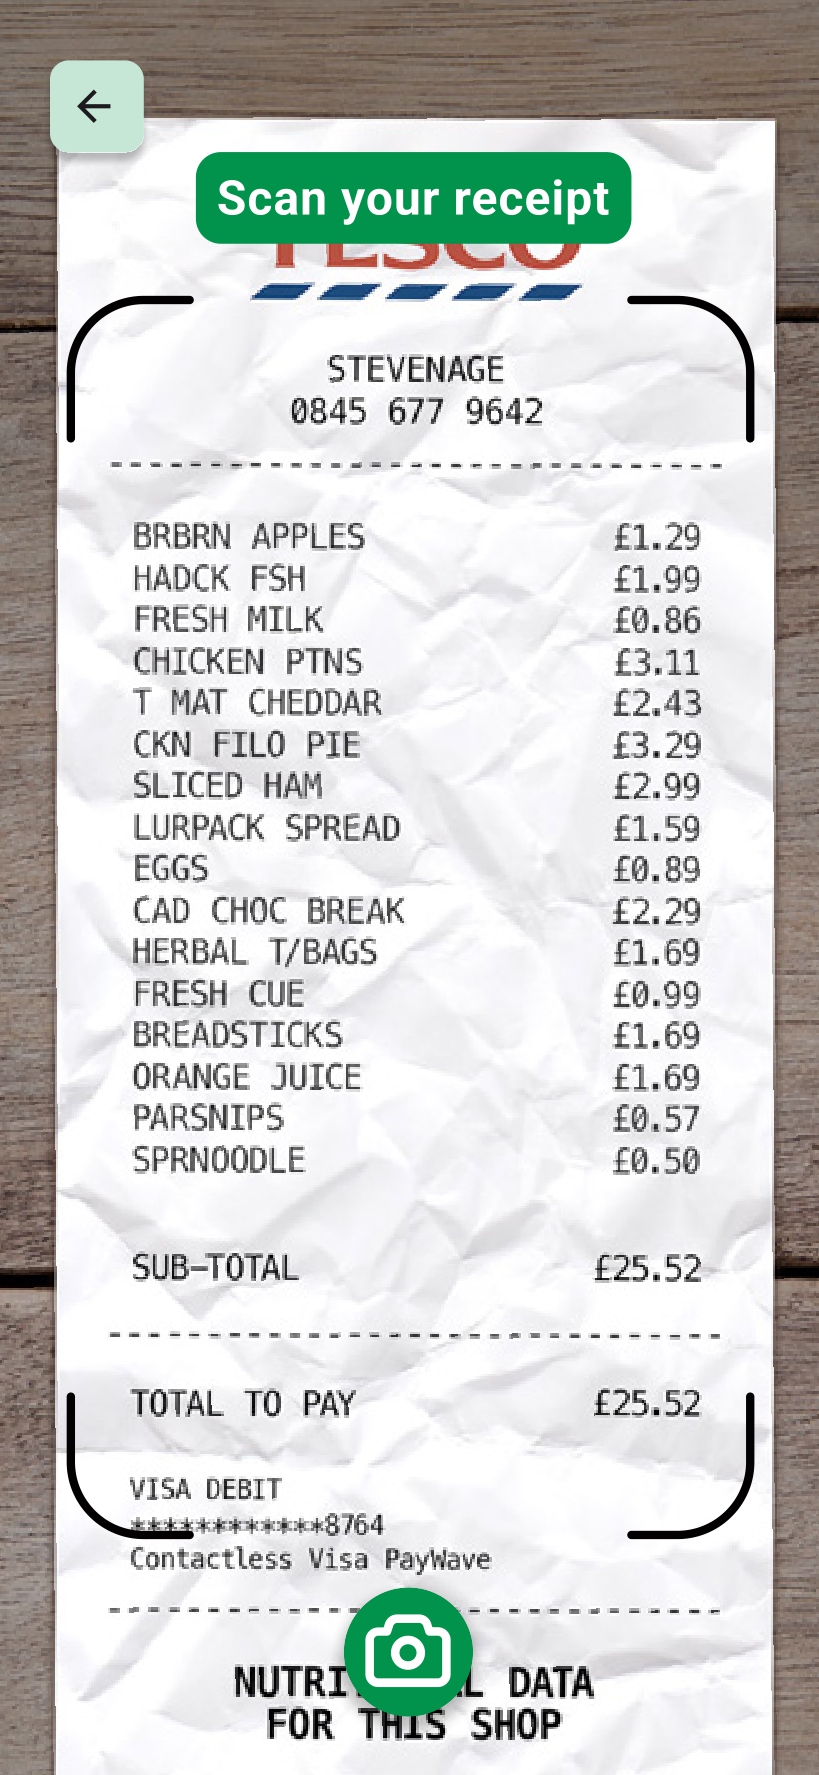 Scan your receipt
TESCO
STEVENAGE
0845 677 9642
BRBRN APPLES £1.29
HADCK FSH £1.99
FRESH MILK £0.86
CHICKEN PTNS £3.11
T MAT CHEDDAR £2.43
CKN FILO PIE £3.29
SLICED HAM £2.99
LURPACK SPREAD £1.59
EGGS £0.89
CAD CHOC BREAK £2.29
HERBAL T/BAGS £1.69
FRESH CUE £0.99
BREADSTICKS £1.69
ORANGE JUICE £1.69
PARSNIPS £0.57
SPRNOODLE £0.50
SUB-TOTAL £25.52
TOTAL TO PAY £25.52
VISA DEBIT
************8764
Contactless Visa PayWave
DATA
FOR THIS SHOP